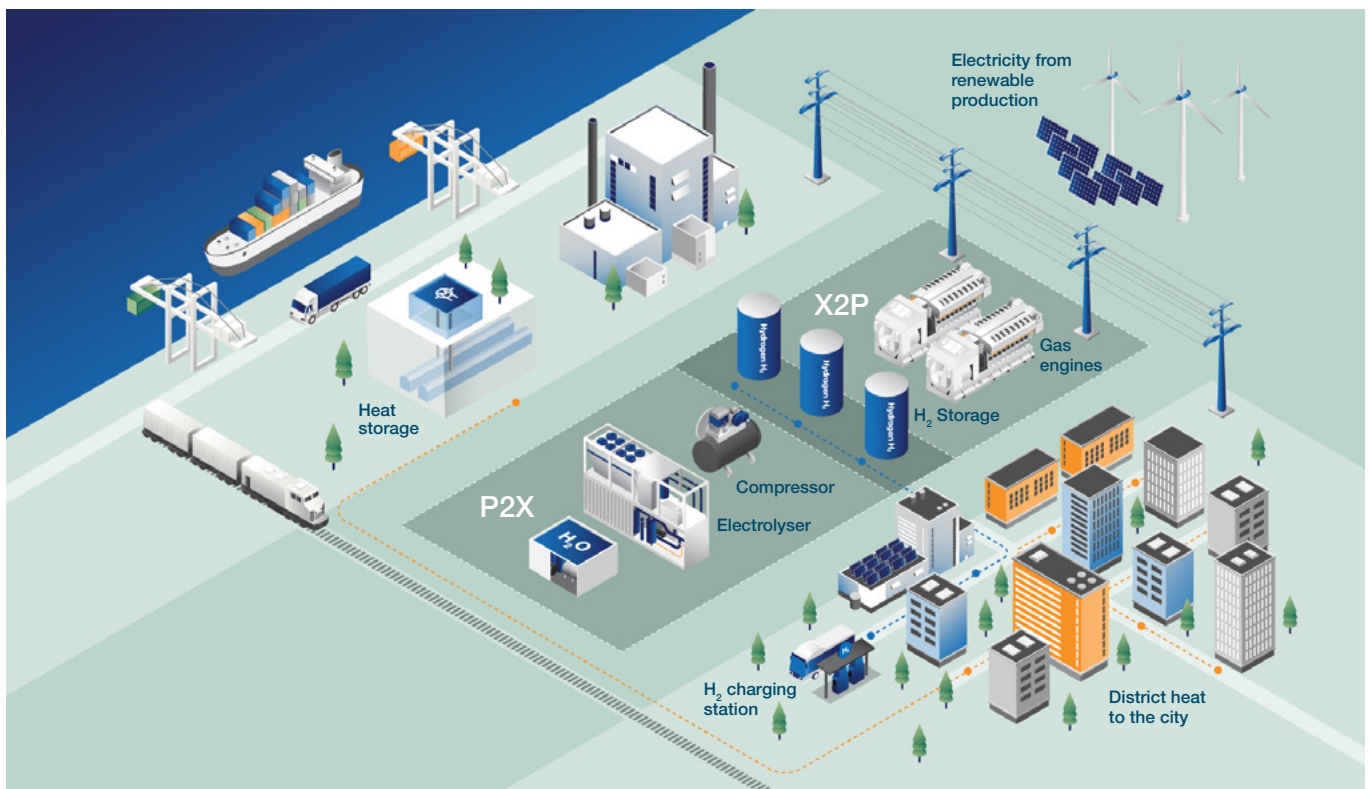 Electricity from
renewable
production
X2P
Gas
engines
Hydrogen H₂
Hydrogen H₂
Hydrogen H₂
H₂ Storage
Heat
storage
Compressor
P2X
Electrolyser
H₂O
H₂
H₂ charging
station
District heat
to the city